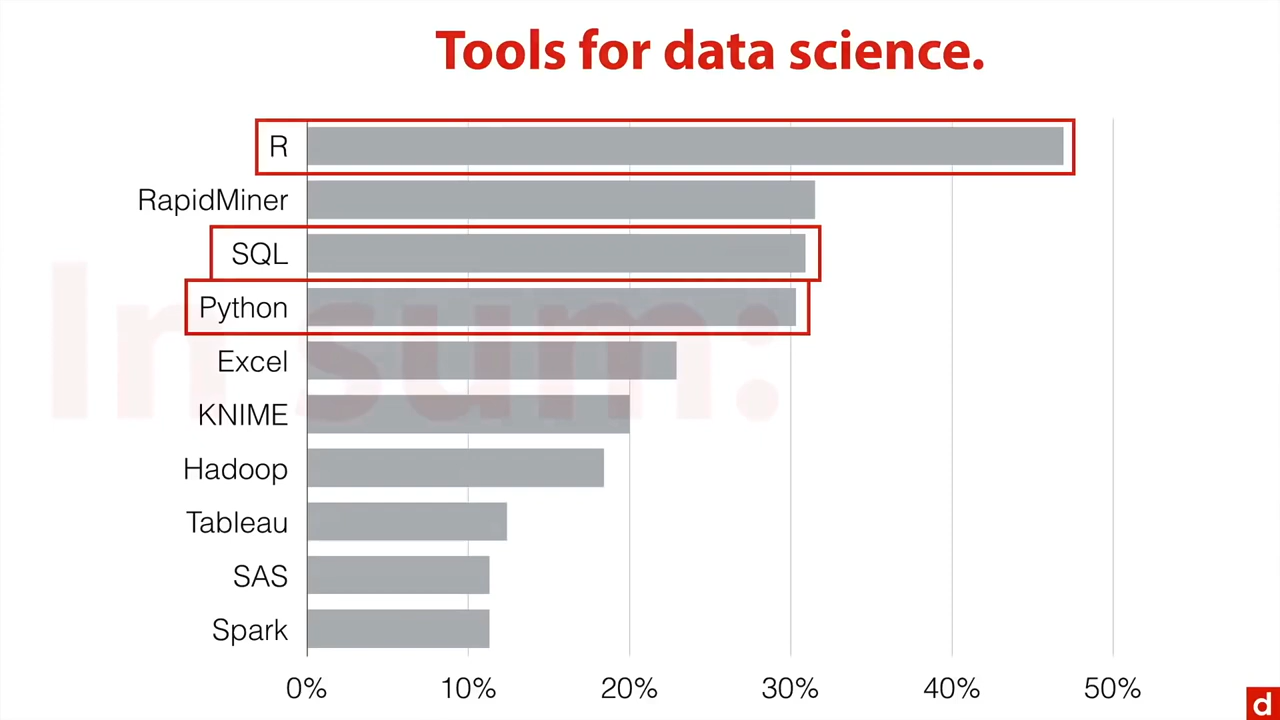 Tools for data science.
R
RapidMiner
SQL
Python
Excel
KNIME
Hadoop
Tableau
SAS
Spark
0% 10% 20% 30% 40% 50%
In sum:
d